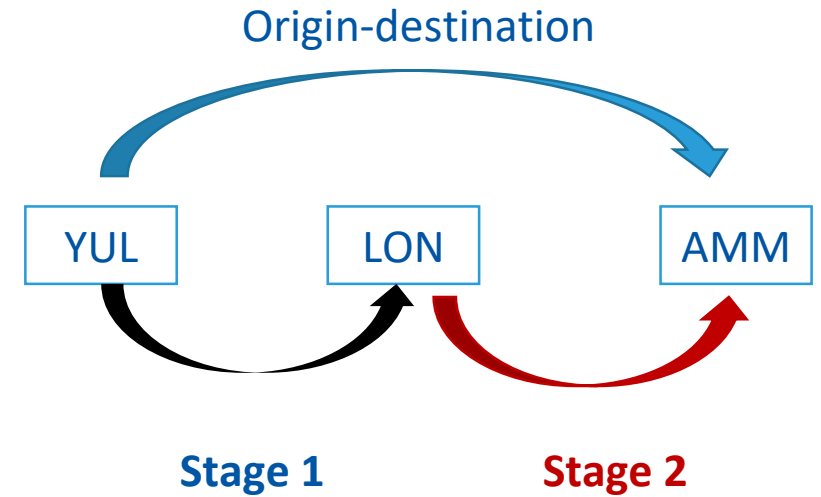 Origin-destination
YUL
LON
AMM
Stage 1
Stage 2